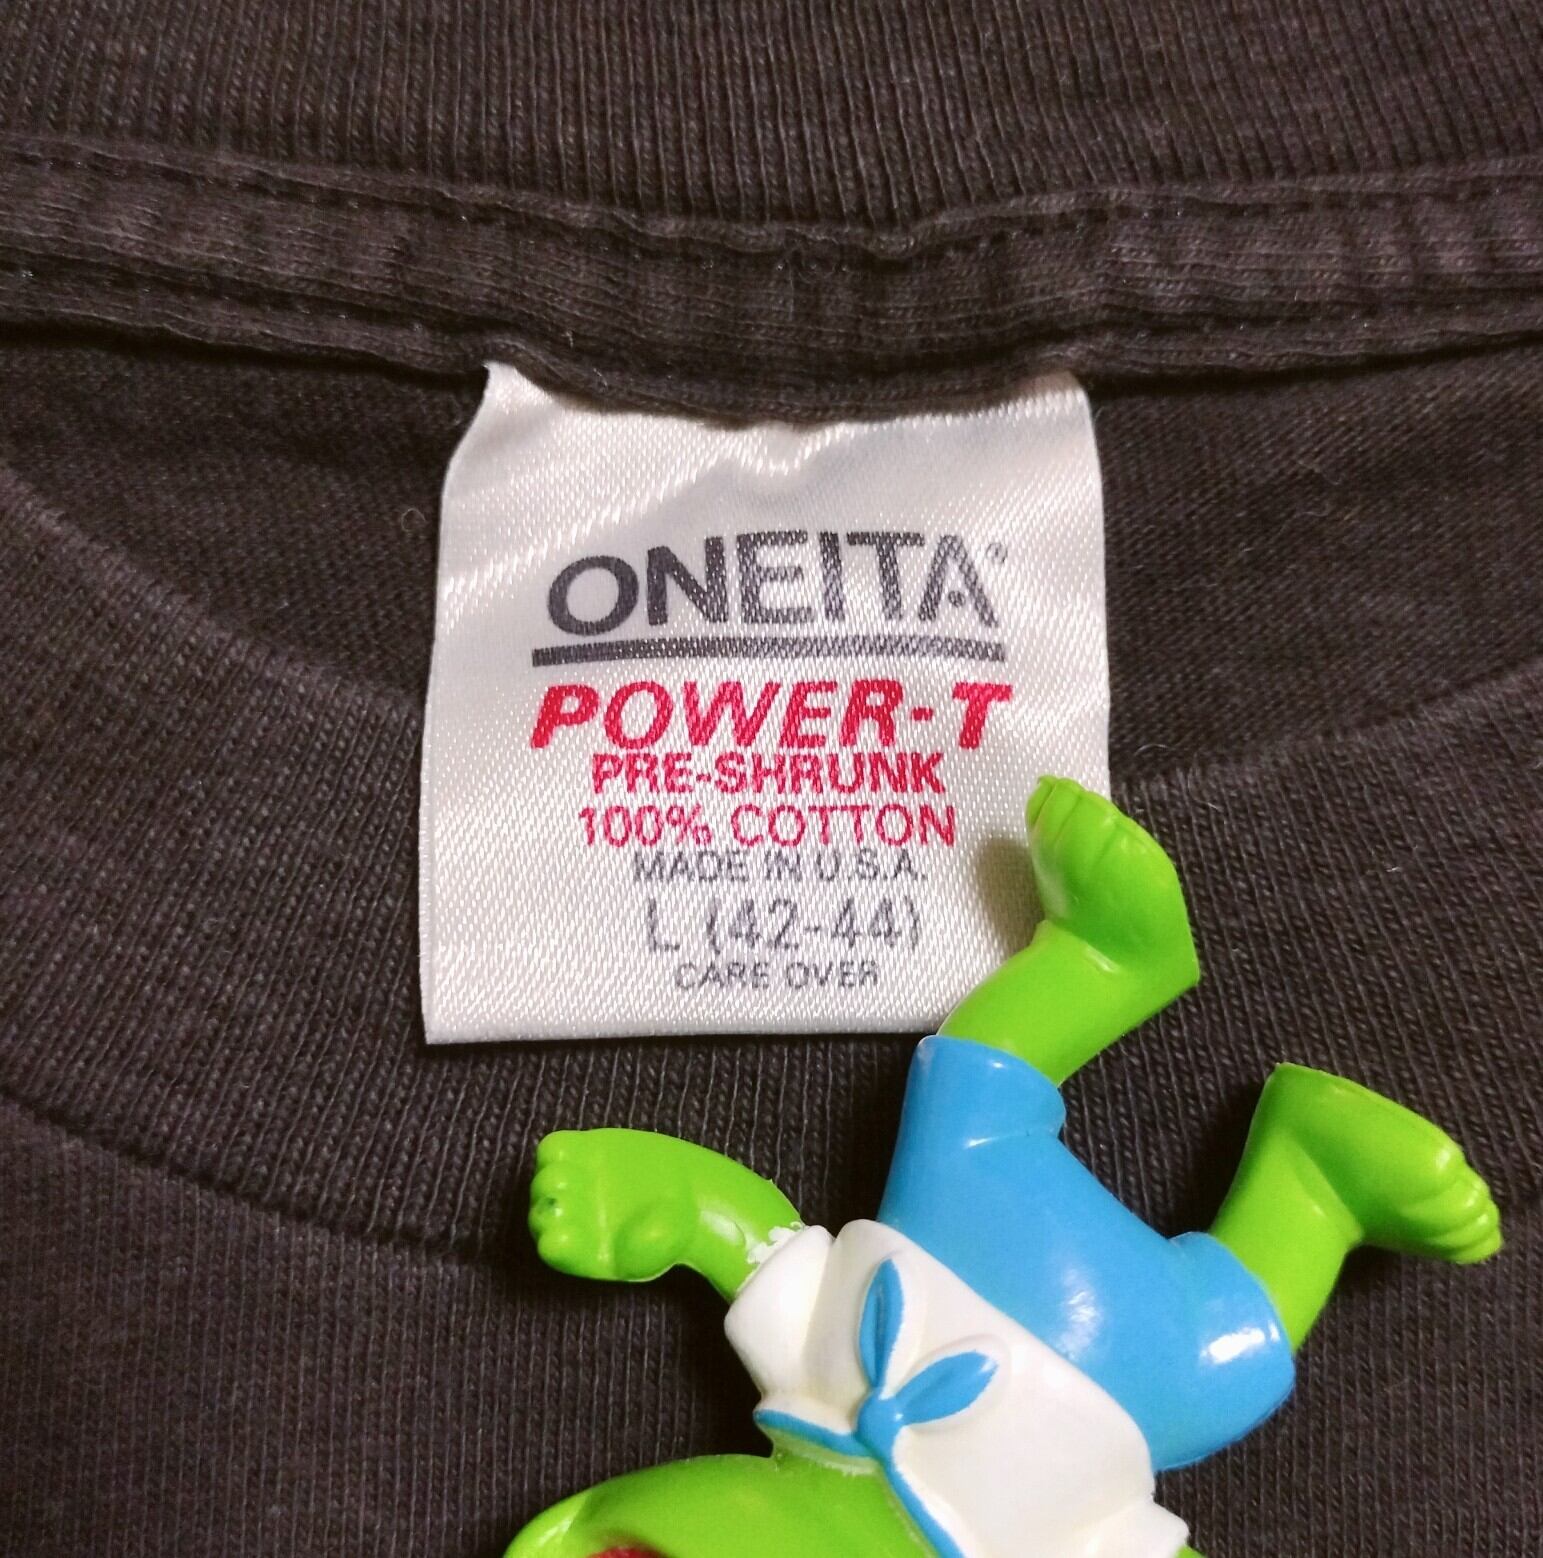 ONEITA®
POWER-T
PRE-SHRUNK
100% COTTON
MADE IN U.S.A.
L (42-44)
CARE OVER